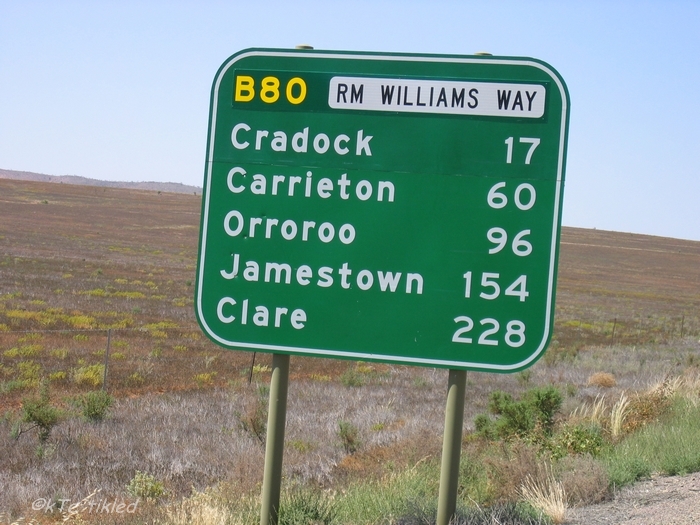 B80 RM WILLIAMS WAY
Cradock 17
Carrieton 60
Orroroo 96
Jamestown 154
Clare 228